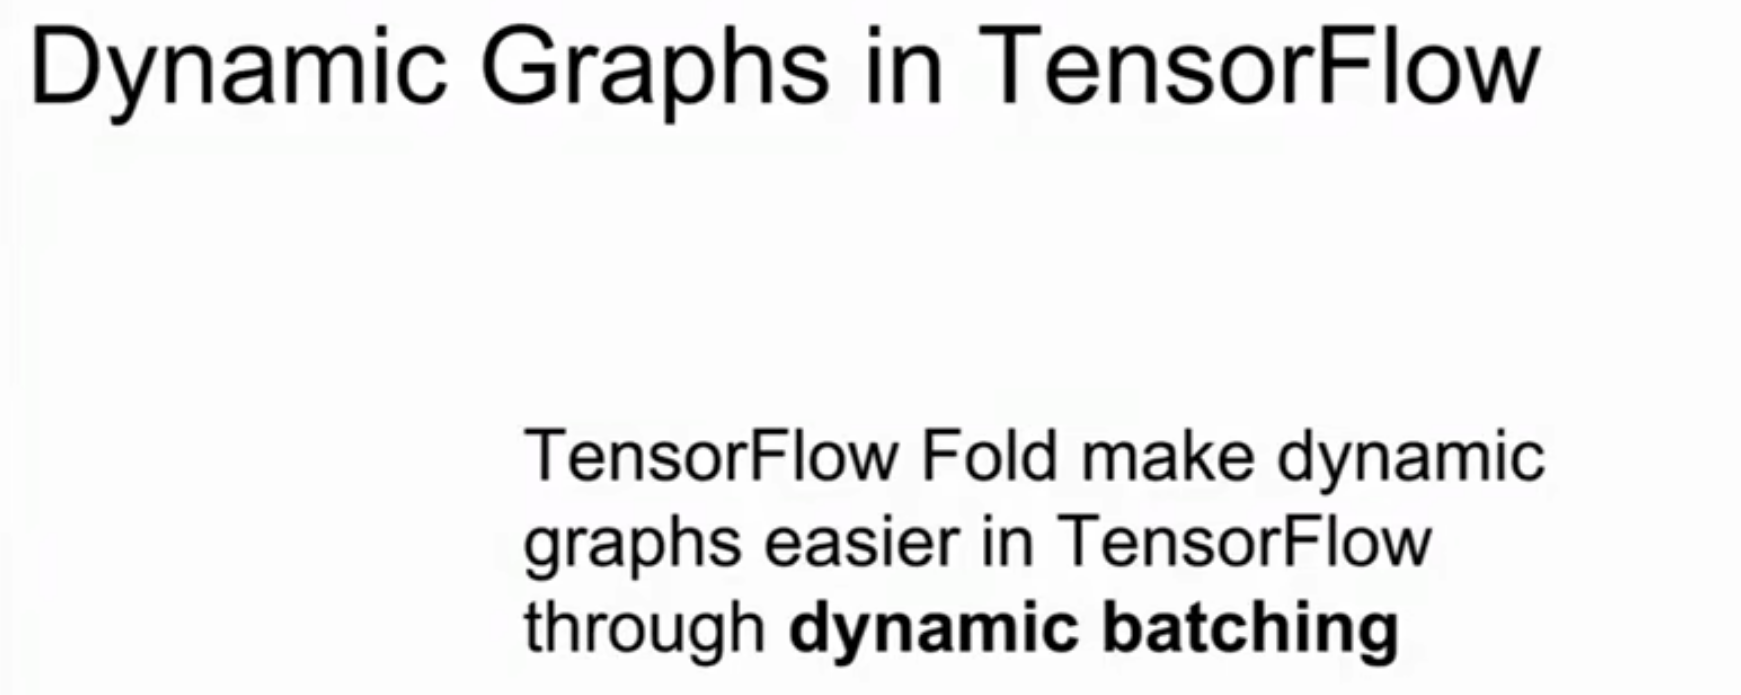 Dynamic Graphs in TensorFlow
TensorFlow Fold make dynamic
graphs easier in TensorFlow
through dynamic batching